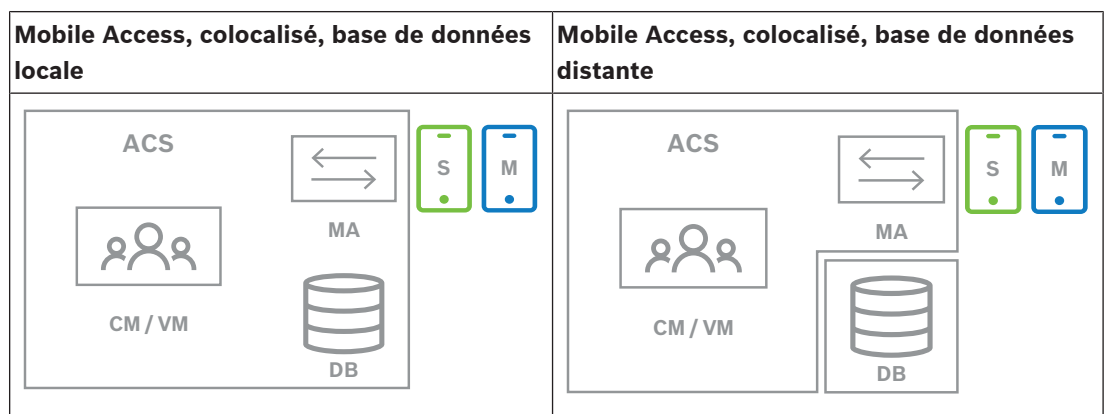 Mobile Access, colocalisé, base de données
locale
Mobile Access, colocalisé, base de données
distante
ACS
S
M
MA
CM / VM
DB
ACS
S
M
MA
CM / VM
DB